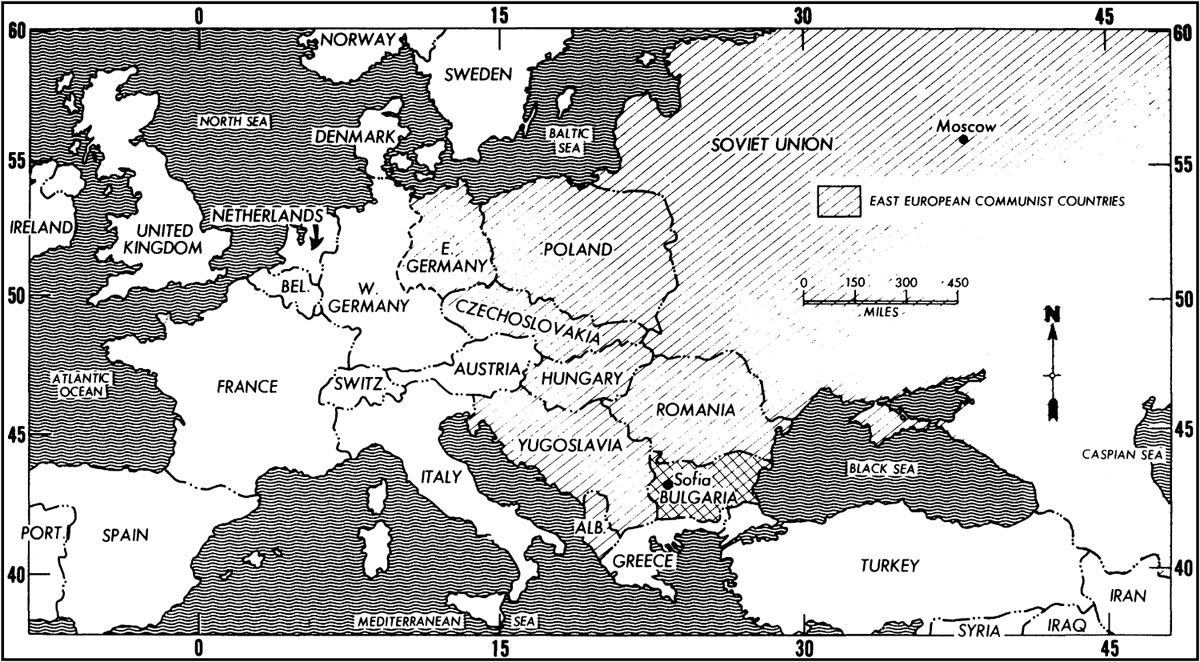 0 15 30 45
60 60
NORWAY
SWEDEN
NORTH SEA
DENMARK
BALTIC
SEA
Moscow
SOVIET UNION
55 55
EAST EUROPEAN COMMUNIST COUNTRIES
IRELAND
NETHERLANDS
UNITED
KINGDOM
E.
GERMANY
POLAND
BEL.
W.
GERMANY
50 50
0 150 300 450
MILES
N
CZECHOSLOVAKIA
ATLANTIC
OCEAN
FRANCE
SWITZ.
AUSTRIA
HUNGARY
ROMANIA
45 45
YUGOSLAVIA
ITALY
Sofia
BULGARIA
BLACK SEA
CASPIAN SEA
PORT.
SPAIN
ALB.
GREECE
TURKEY
40 40
IRAN
MEDITERRANEAN SEA
SYRIA
IRAQ
0 15 30 45